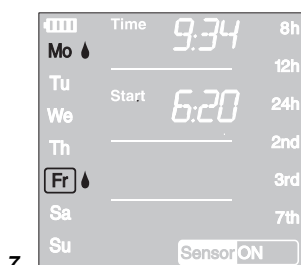 Time 9:34 8h
Mo
12h
Tu
Start 6:20 24h
We
Th 2nd
Fr 3rd
Sa 7th
Su Sensor ON
7.